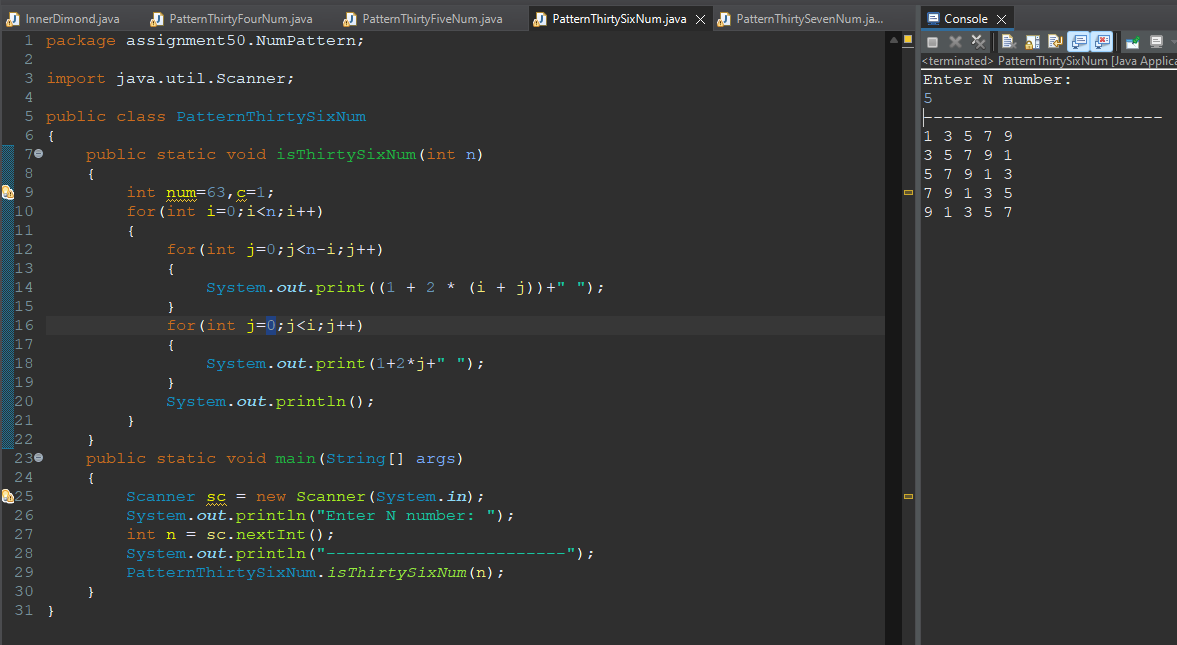 InnerDimond.java PatternThirtyFourNum.java PatternThirtyFiveNum.java PatternThirtySixNum.java PatternThirtySevenNum.ja...
1 package assignment50.NumPattern;
2
3 import java.util.Scanner;
4
5 public class PatternThirtySixNum
6 {
7 public static void isThirtySixNum(int n)
8 {
9 int num=63,c=1;
10 for(int i=0;i<n;i++)
11 {
12 for(int j=0;j<n-i;j++)
13 {
14 System.out.print((1 + 2 * (i + j))+" ");
15 }
16 for(int j=0;j<i;j++)
17 {
18 System.out.print(1+2*j+" ");
19 }
20 System.out.println();
21 }
22 }
23 public static void main(String[] args)
24 {
25 Scanner sc = new Scanner(System.in);
26 System.out.println("Enter N number: ");
27 int n = sc.nextInt();
28 System.out.println("------------------------");
29 PatternThirtySixNum.isThirtySixNum(n);
30 }
31 }
Console
<terminated> PatternThirtySixNum [Java Applica
Enter N number:
5
------------------------
1 3 5 7 9
3 5 7 9 1
5 7 9 1 3
7 9 1 3 5
9 1 3 5 7